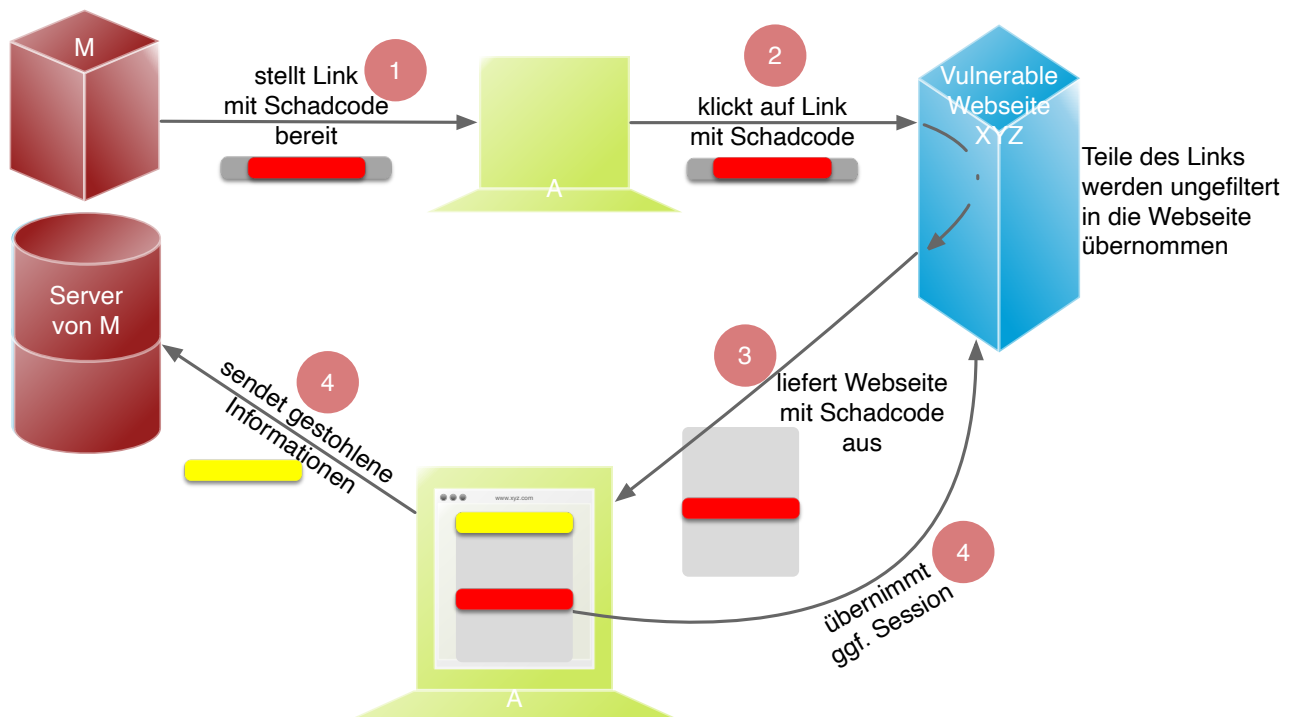 M
1
stellt Link
mit Schadcode
bereit
A
2
klickt auf Link
mit Schadcode
Vulnerable
Webseite
XYZ
Teile des Links
werden ungefiltert
in die Webseite
übernommen
Server
von M
4
sendet gestohlene
Informationen
3
liefert Webseite
mit Schadcode
aus
www.xyz.com
A
4
übernimmt
ggf. Session